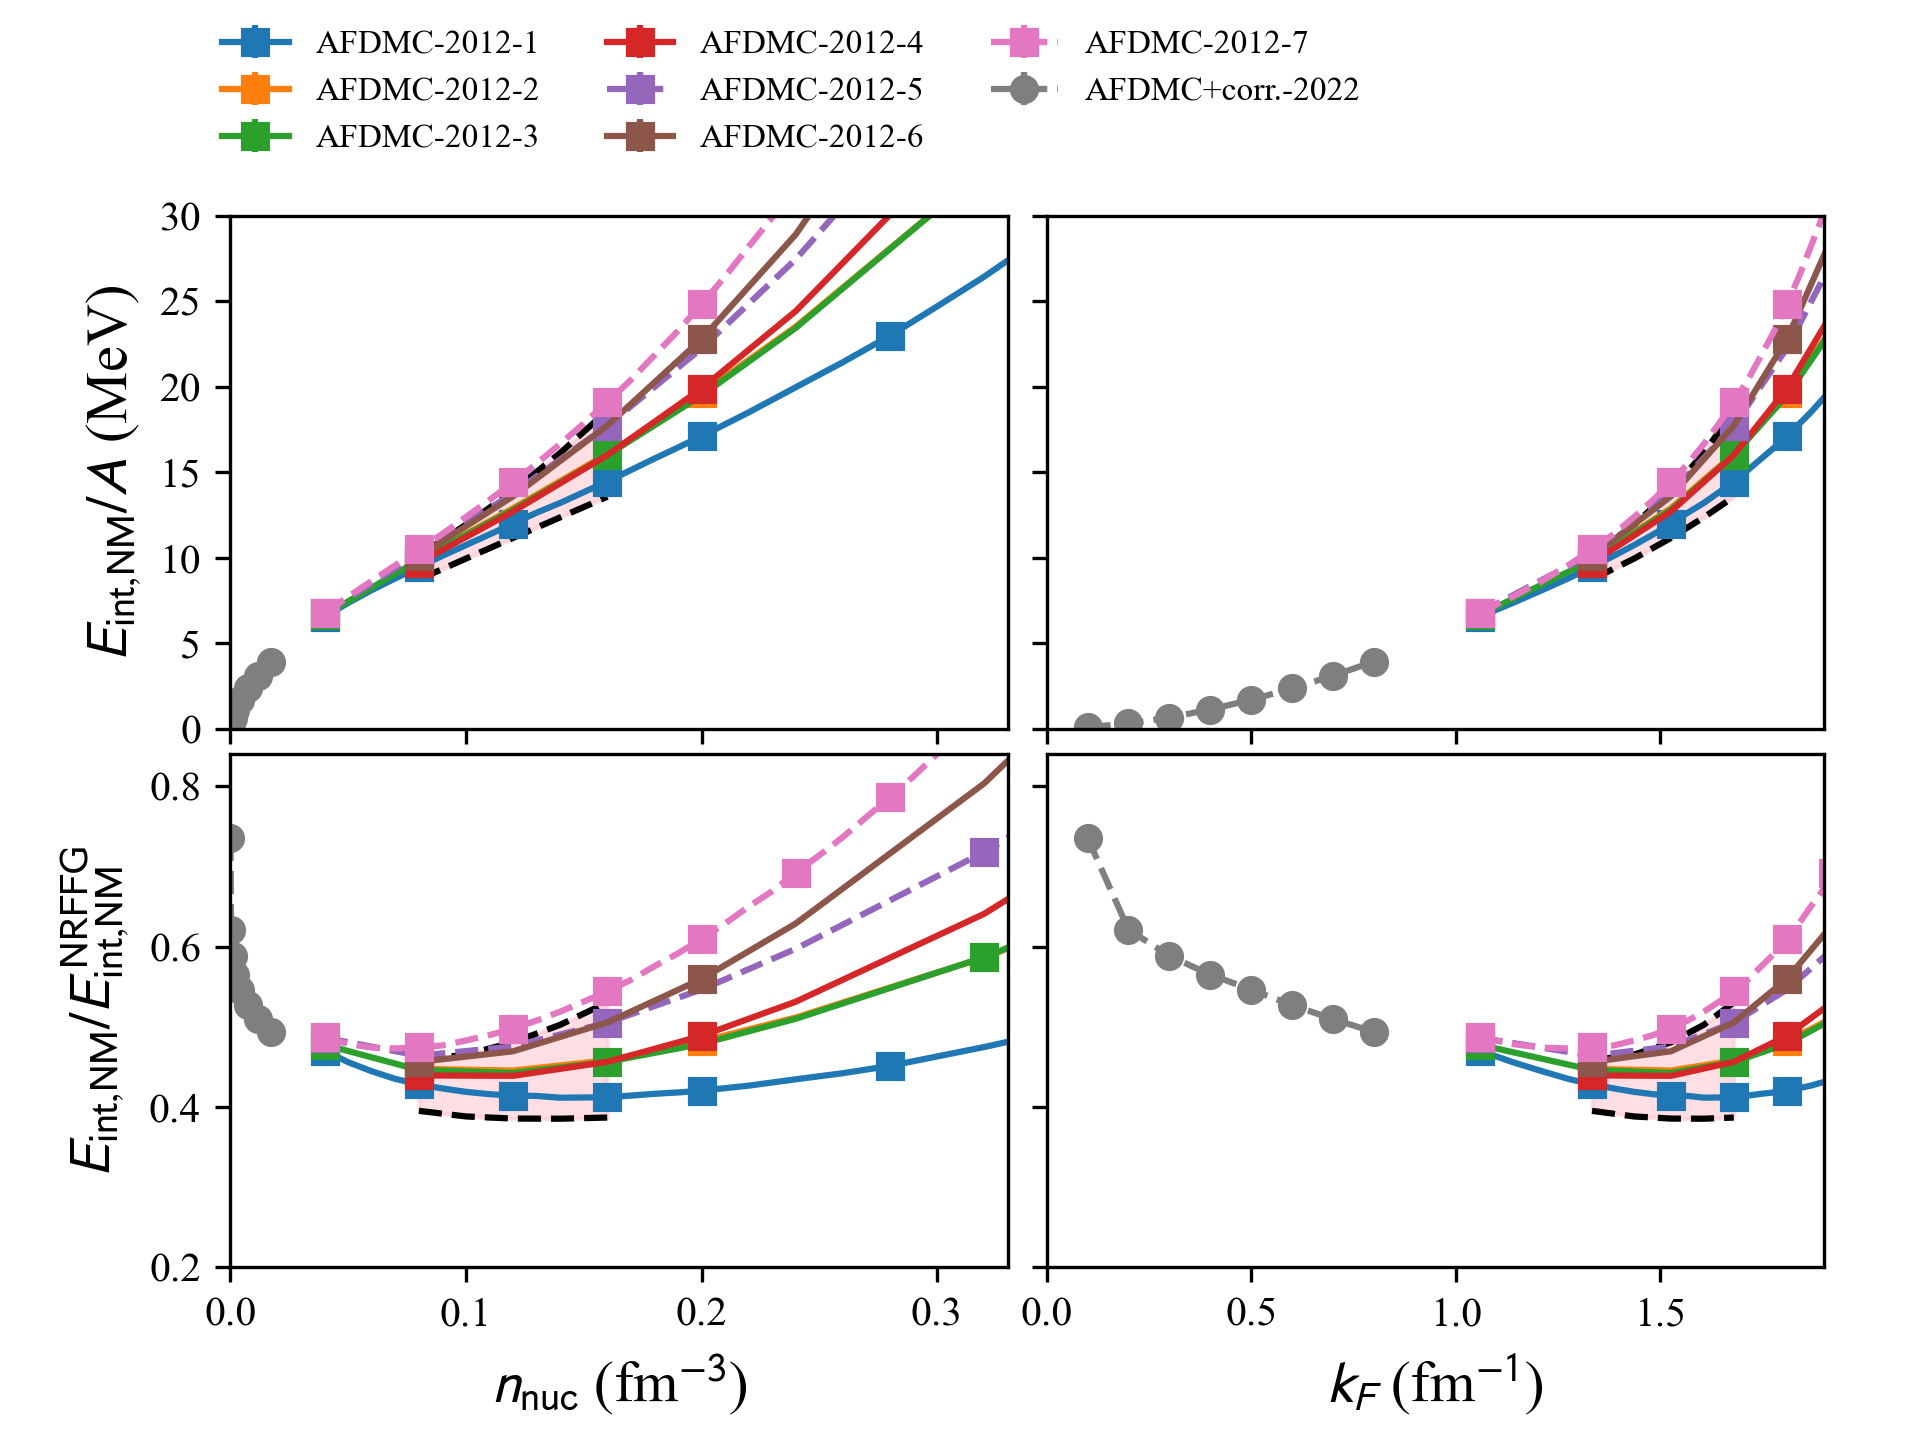 AFDMC-2012-1 AFDMC-2012-4 AFDMC-2012-7
AFDMC-2012-2 AFDMC-2012-5 AFDMC+corr.-2022
AFDMC-2012-3 AFDMC-2012-6
30
25
20
15
10
5
0
E_int,NM/A (MeV)
0.8
0.6
0.4
0.2
E_int,NM/E^NRFFG_int,NM
0.0 0.1 0.2 0.3
0.0 0.5 1.0 1.5
n_nuc (fm⁻³)
k_F (fm⁻¹)